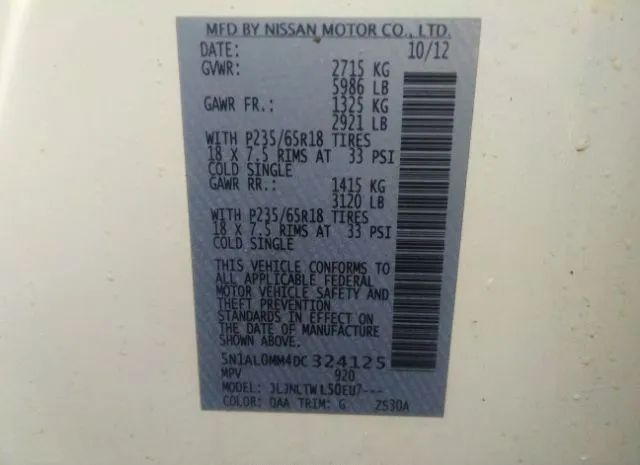 MFD BY NISSAN MOTOR CO., LTD.
DATE: 10/12
GVWR: 2715 KG
5986 LB
GAWR FR.: 1325 KG
2921 LB
WITH P235/65R18 TIRES
18 X 7.5 RIMS AT 33 PSI
COLD SINGLE
GAWR RR.: 1415 KG
3120 LB
WITH P235/65R18 TIRES
18 X 7.5 RIMS AT 33 PSI
COLD SINGLE
THIS VEHICLE CONFORMS TO
ALL APPLICABLE FEDERAL
MOTOR VEHICLE SAFETY AND
THEFT PREVENTION
STANDARDS IN EFFECT ON
THE DATE OF MANUFACTURE
SHOWN ABOVE.
5N1AL0MM4DC324125
MPV 920
MODEL: JLJNLTWL50EU7---
COLOR: QAA TRIM: G 2S30A